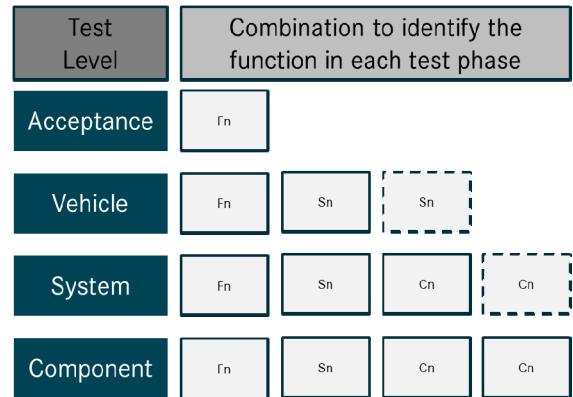 Test
Level
Combination to identify the
function in each test phase
Acceptance
Fn
Vehicle
Fn
Sn
Sn
System
Fn
Sn
Cn
Cn
Component
Fn
Sn
Cn
Cn